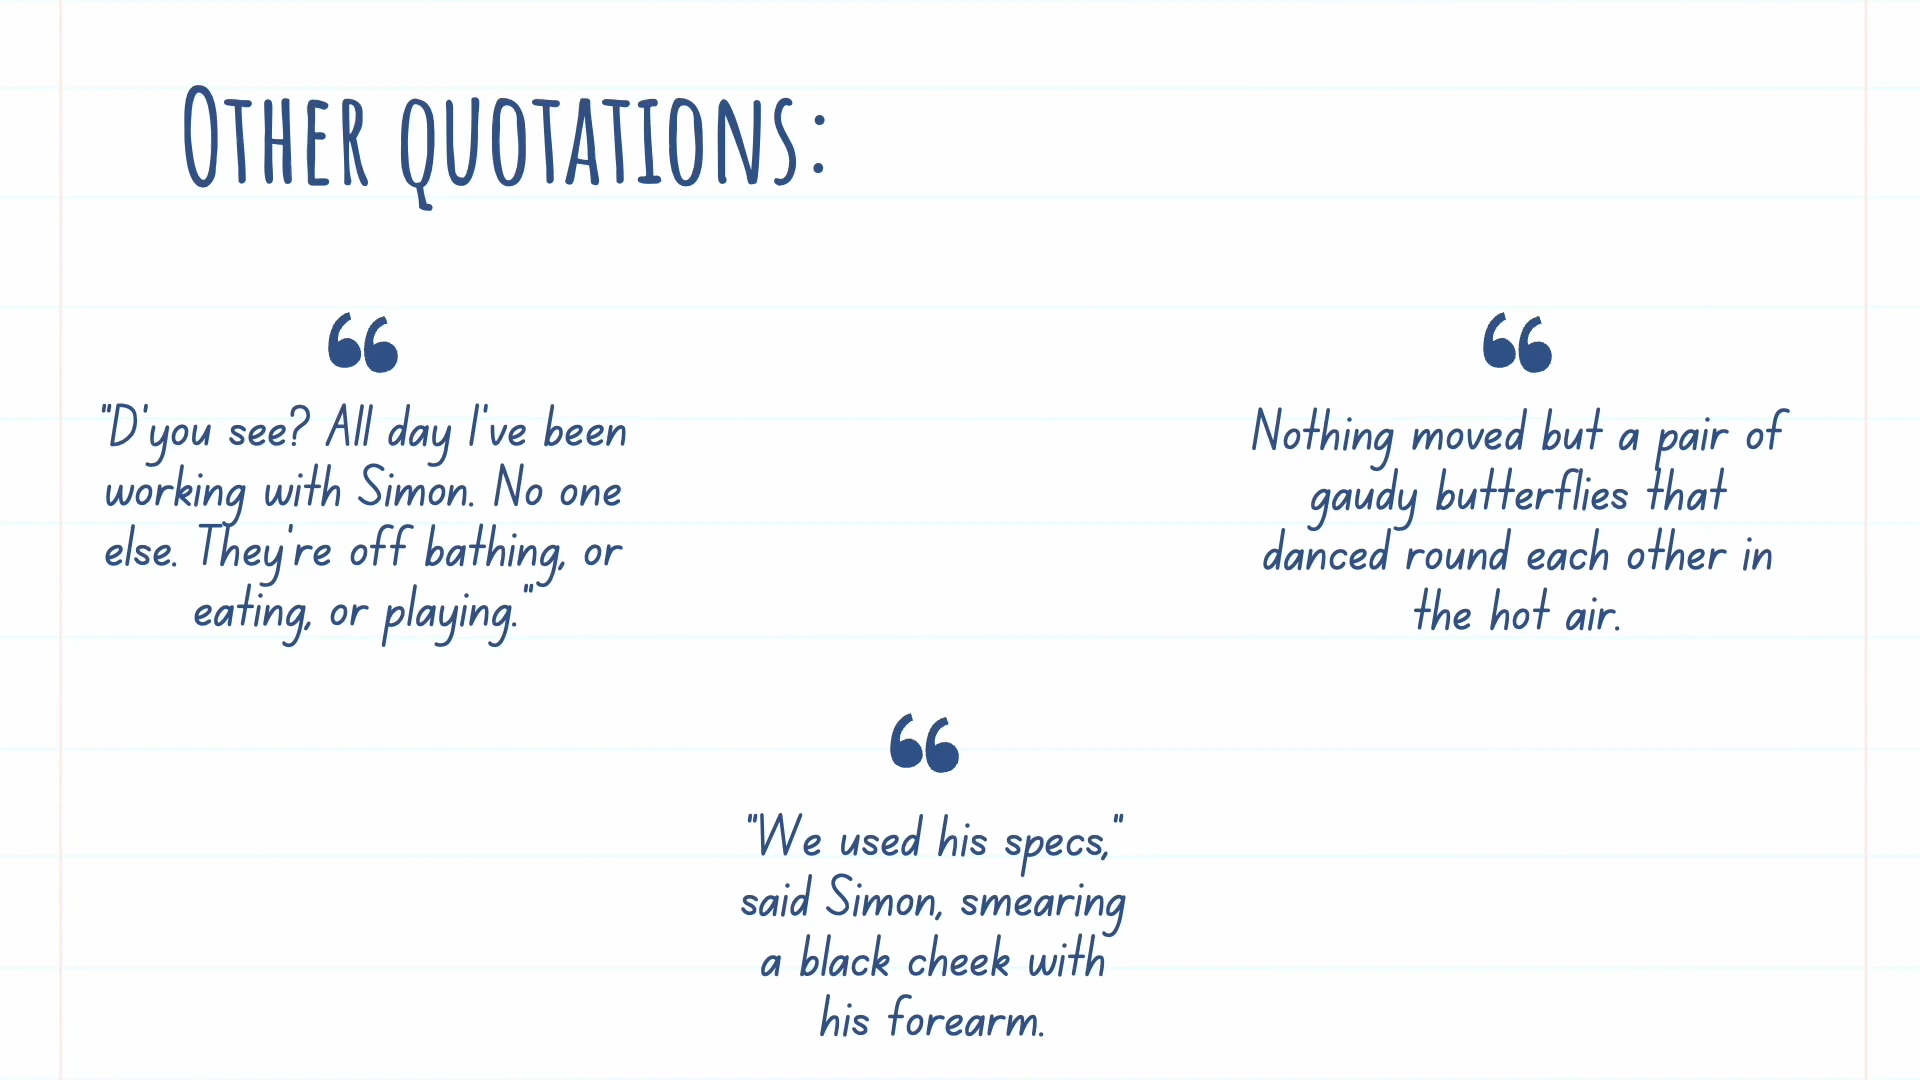 OTHER QUOTATIONS:
“
"D'you see? All day I've been
working with Simon. No one
else. They're off bathing, or
eating, or playing."
“
Nothing moved but a pair of
gaudy butterflies that
danced round each other in
the hot air.
“
"We used his specs,"
said Simon, smearing
a black cheek with
his forearm.